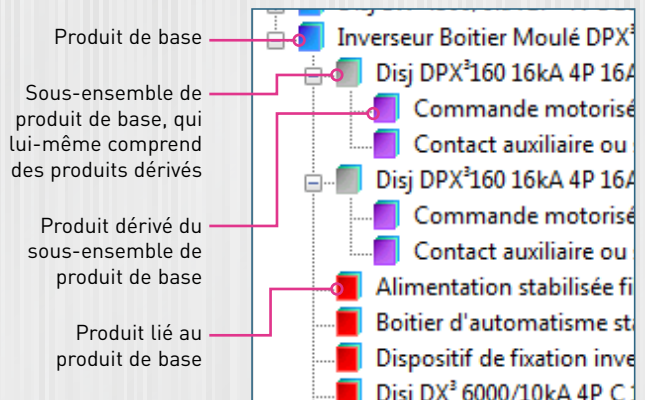 Produit de base
Sous-ensemble de
produit de base, qui
lui-même comprend
des produits dérivés
Produit dérivé du
sous-ensemble de
produit de base
Produit lié au
produit de base
Inverseur Boitier Moulé DPX³
Disj DPX³160 16kA 4P 16A
Commande motorisé
Contact auxiliaire ou
Disj DPX³160 16kA 4P 16A
Commande motorisé
Contact auxiliaire ou
Alimentation stabilisée fi
Boitier d'automatisme sta
Dispositif de fixation inve
Disj DX³ 6000/10kA 4P C